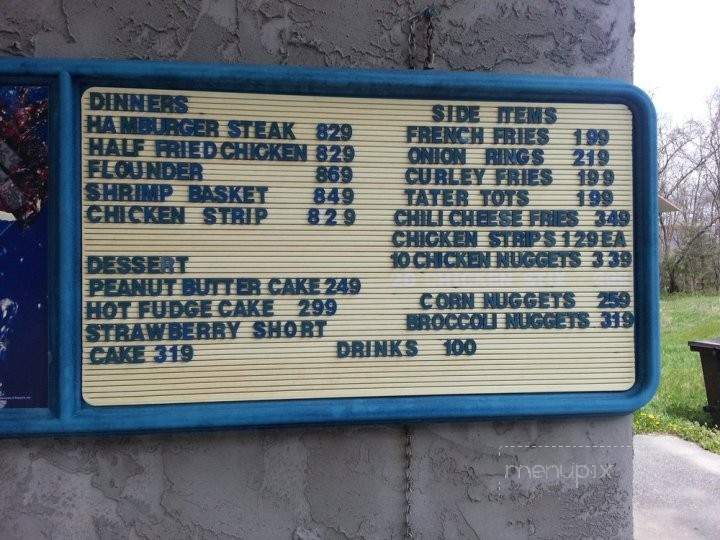 DINNERS
HAMBURGER STEAK 829
HALF FRIED CHICKEN 829
FLOUNDER 869
SHRIMP BASKET 849
CHICKEN STRIP 829
DESSERT
PEANUT BUTTER CAKE 249
HOT FUDGE CAKE 299
STRAWBERRY SHORT
CAKE 319
SIDE ITEMS
FRENCH FRIES 199
ONION RINGS 219
CURLEY FRIES 199
TATER TOTS 199
CHILI CHEESE FRIES 349
CHICKEN STRIPS 129 EA
10 CHICKEN NUGGETS 339
CORN NUGGETS 259
BROCCOLI NUGGETS 319
DRINKS 100
menupix